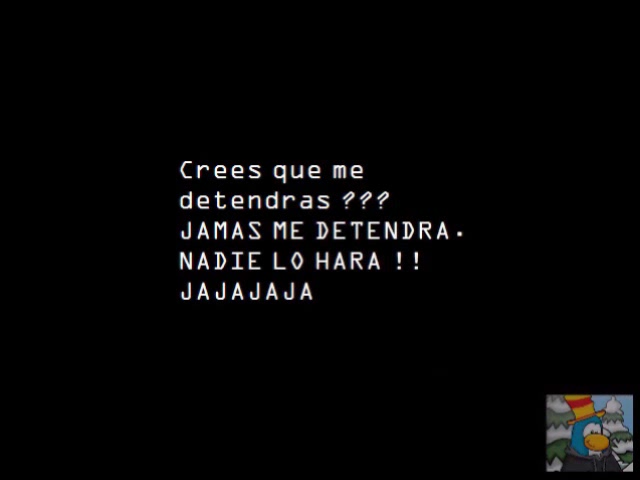 Crees que me
detendras ???
JAMAS ME DETENDRA.
NADIE LO HARA !!
JAJAJAJA